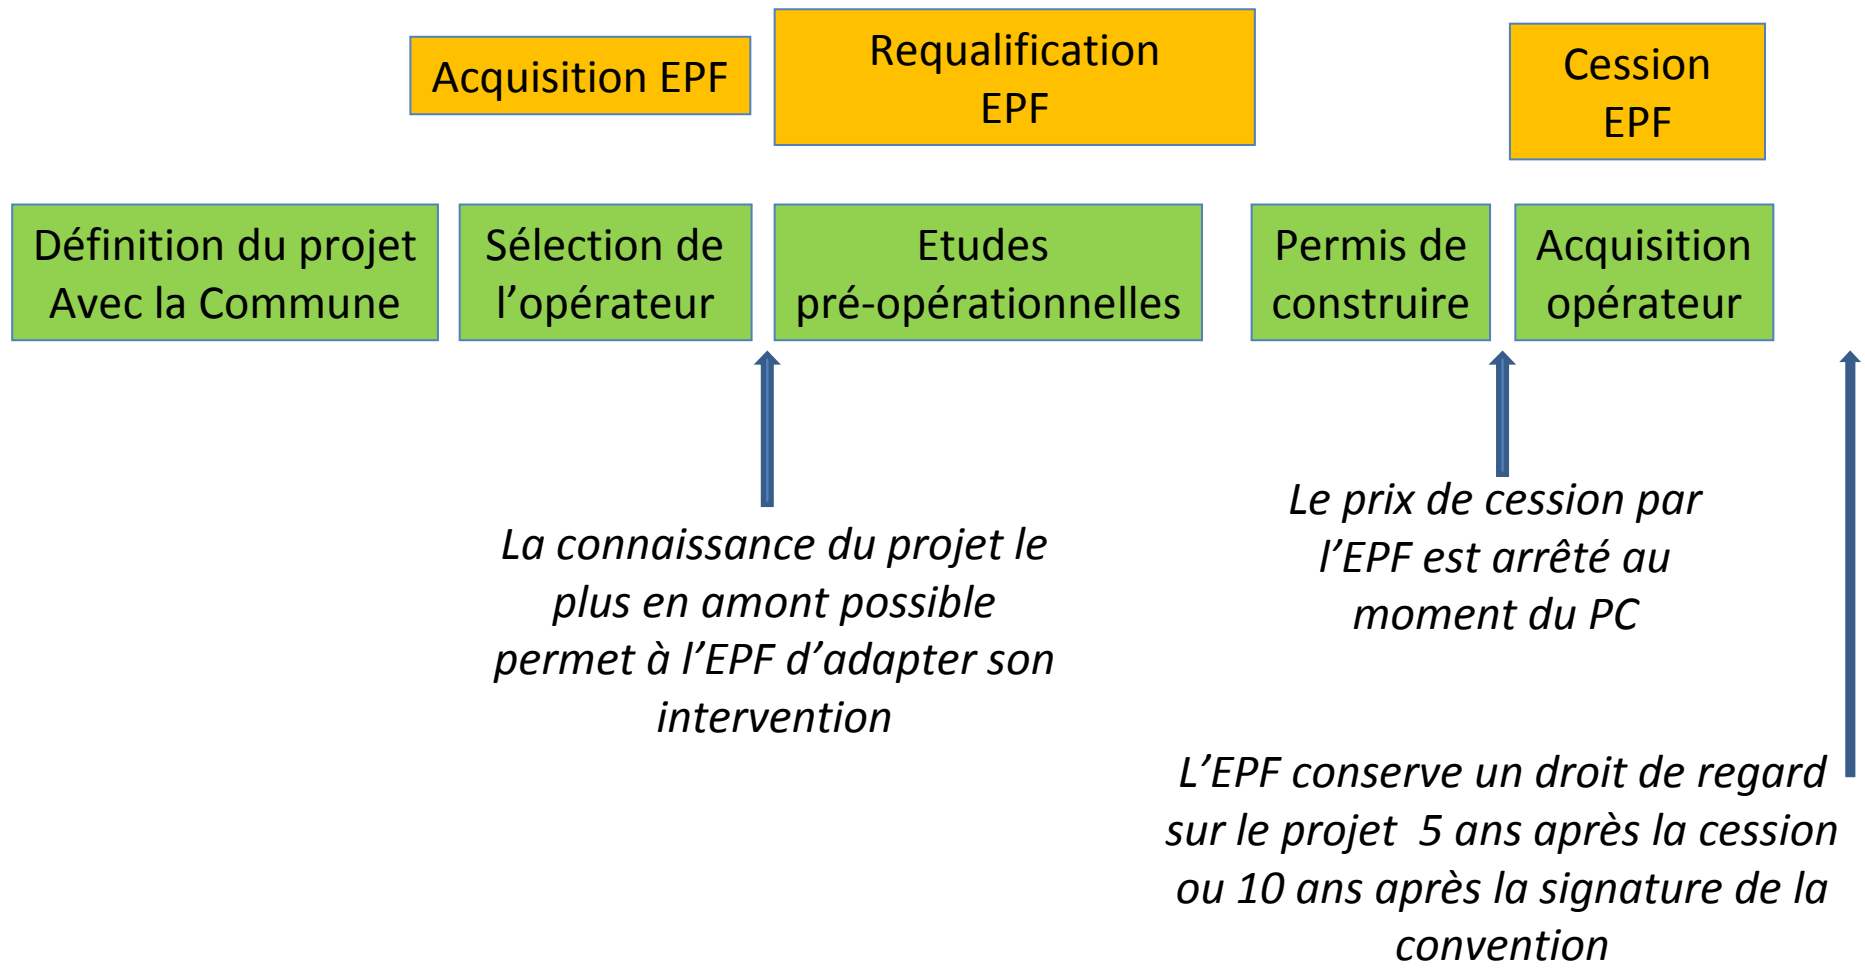 Acquisition EPF
Requalification
EPF
Cession
EPF
Définition du projet
Avec la Commune
Sélection de
l’opérateur
Etudes
pré-opérationnelles
Permis de
construire
Acquisition
opérateur
La connaissance du projet le
plus en amont possible
permet à l’EPF d’adapter son
intervention
Le prix de cession par
l’EPF est arrêté au
moment du PC
L’EPF conserve un droit de regard
sur le projet  5 ans après la cession
ou 10 ans après la signature de la
convention